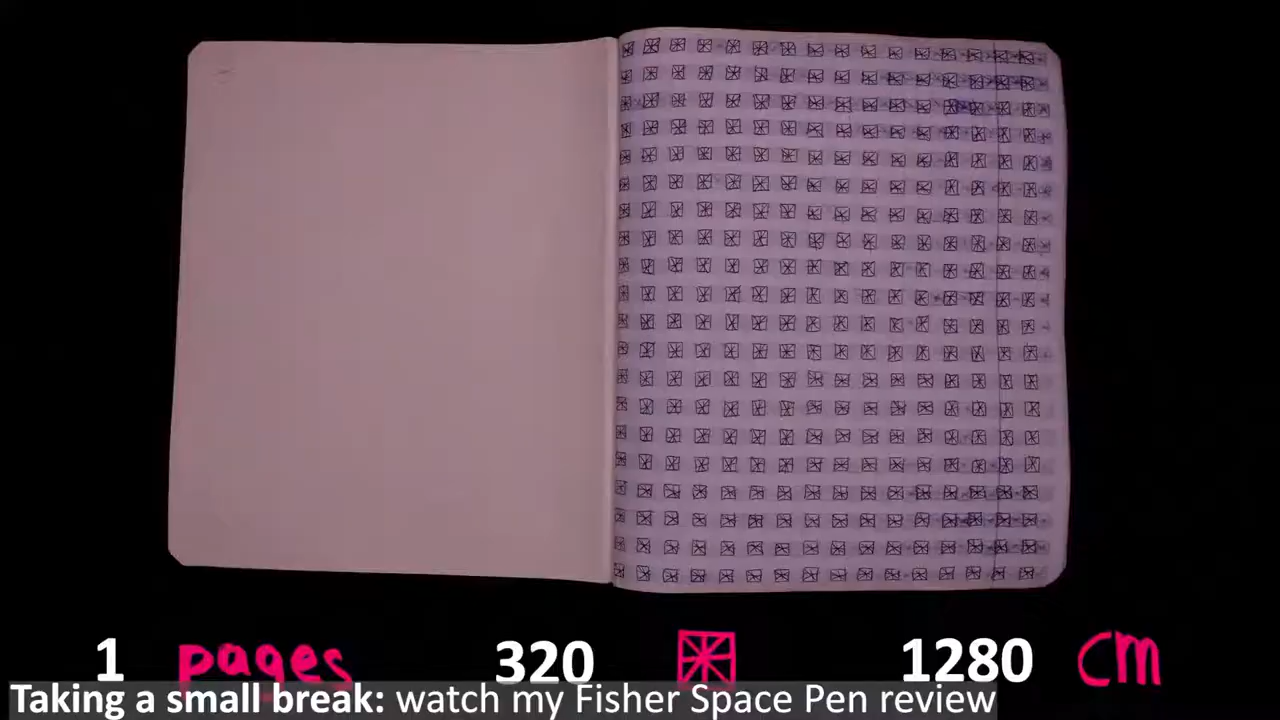 1 pages 320 1280 cm
Taking a small break: watch my Fisher Space Pen review